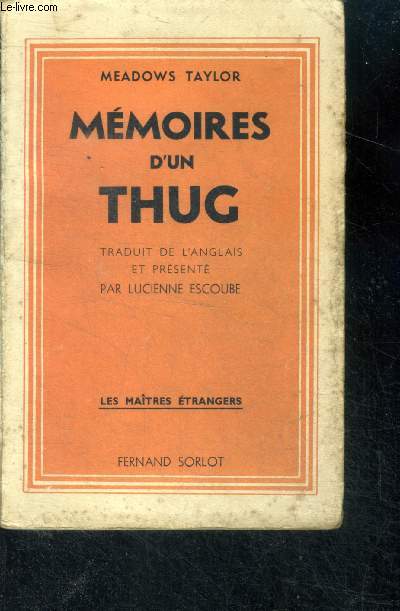 Le-livre.com
MEADOWS TAYLOR
MÉMOIRES
D'UN
THUG
TRADUIT DE L'ANGLAIS
ET PRÉSENTÉ
PAR LUCIENNE ESCOUBE
LES MAÎTRES ÉTRANGERS
FERNAND SORLOT